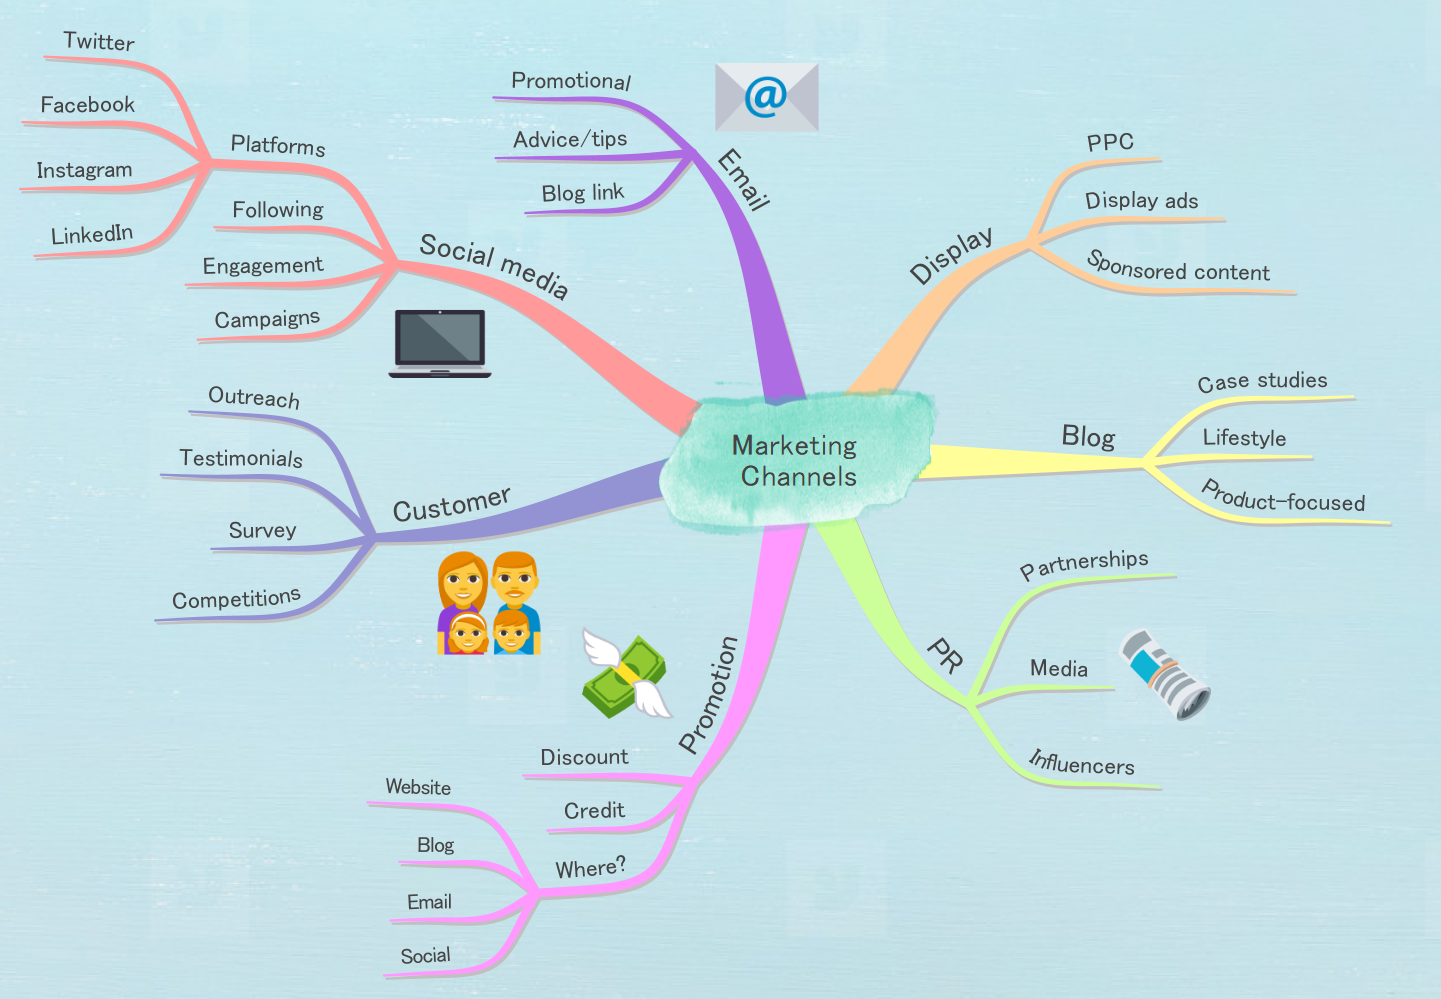 Marketing
Channels
Email
Promotional
Advice/tips
Blog link
@
Display
PPC
Display ads
Sponsored content
Blog
Case studies
Lifestyle
Product-focused
PR
Partnerships
Media
Influencers
Promotion
Discount
Credit
Where?
Website
Blog
Email
Social
Customer
Outreach
Testimonials
Survey
Competitions
Social media
Platforms
Twitter
Facebook
Instagram
LinkedIn
Following
Engagement
Campaigns